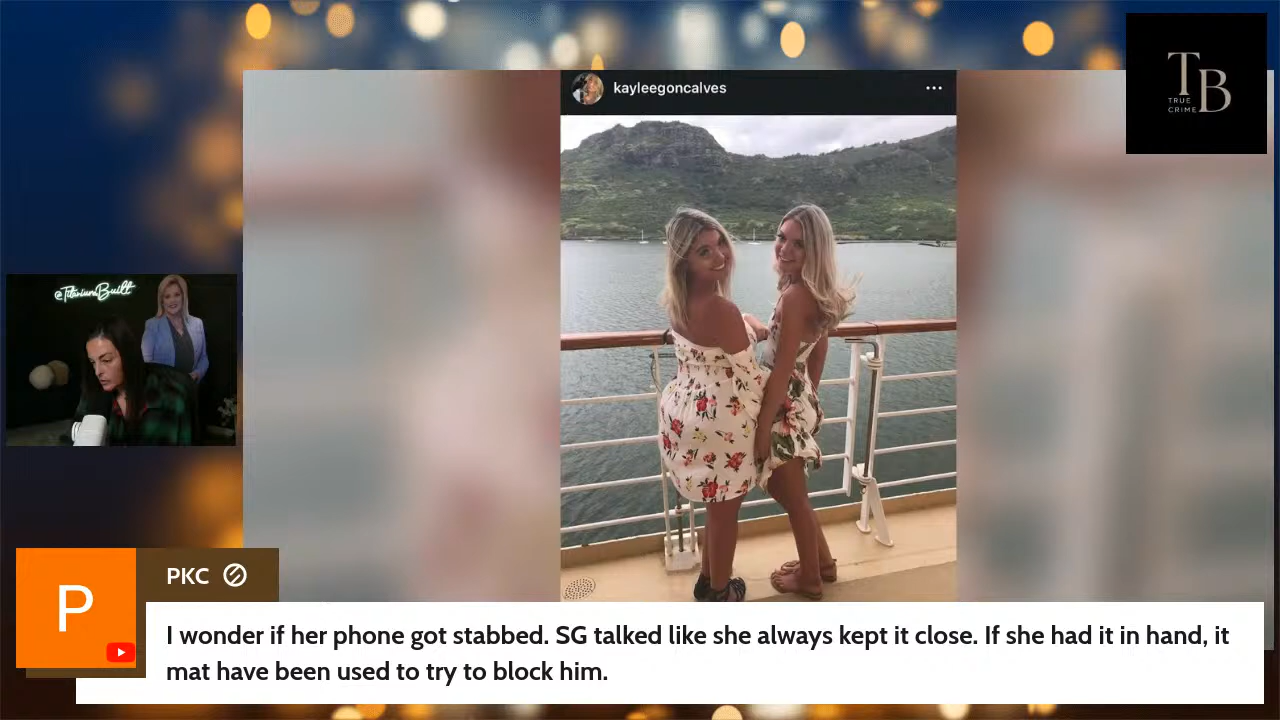 kayleegoncalves
TB
TRUE
CRIME
@TitaniumBuilt
P
PKC
I wonder if her phone got stabbed. SG talked like she always kept it close. If she had it in hand, it
mat have been used to try to block him.